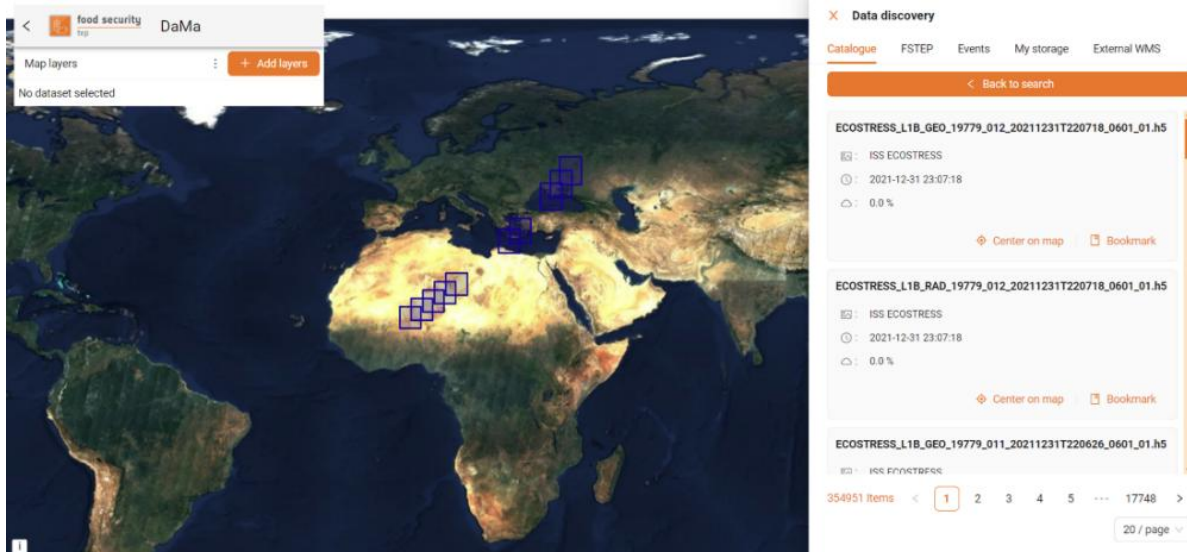 food security
tep
DaMa
Map layers
+ Add layers
No dataset selected
X Data discovery
Catalogue FSTEP Events My storage External WMS
< Back to search
ECOSTRESS_L1B_GEO_19779_012_20211231T220718_0601_01.h5
ISS ECOSTRESS
2021-12-31 23:07:18
0.0 %
Center on map Bookmark
ECOSTRESS_L1B_RAD_19779_012_20211231T220718_0601_01.h5
ISS ECOSTRESS
2021-12-31 23:07:18
0.0 %
Center on map Bookmark
ECOSTRESS_L1B_GEO_19779_011_20211231T220626_0601_01.h5
ISS ECOSTRESS
354951 Items < 1 2 3 4 5 ··· 17748 >
20 / page
i